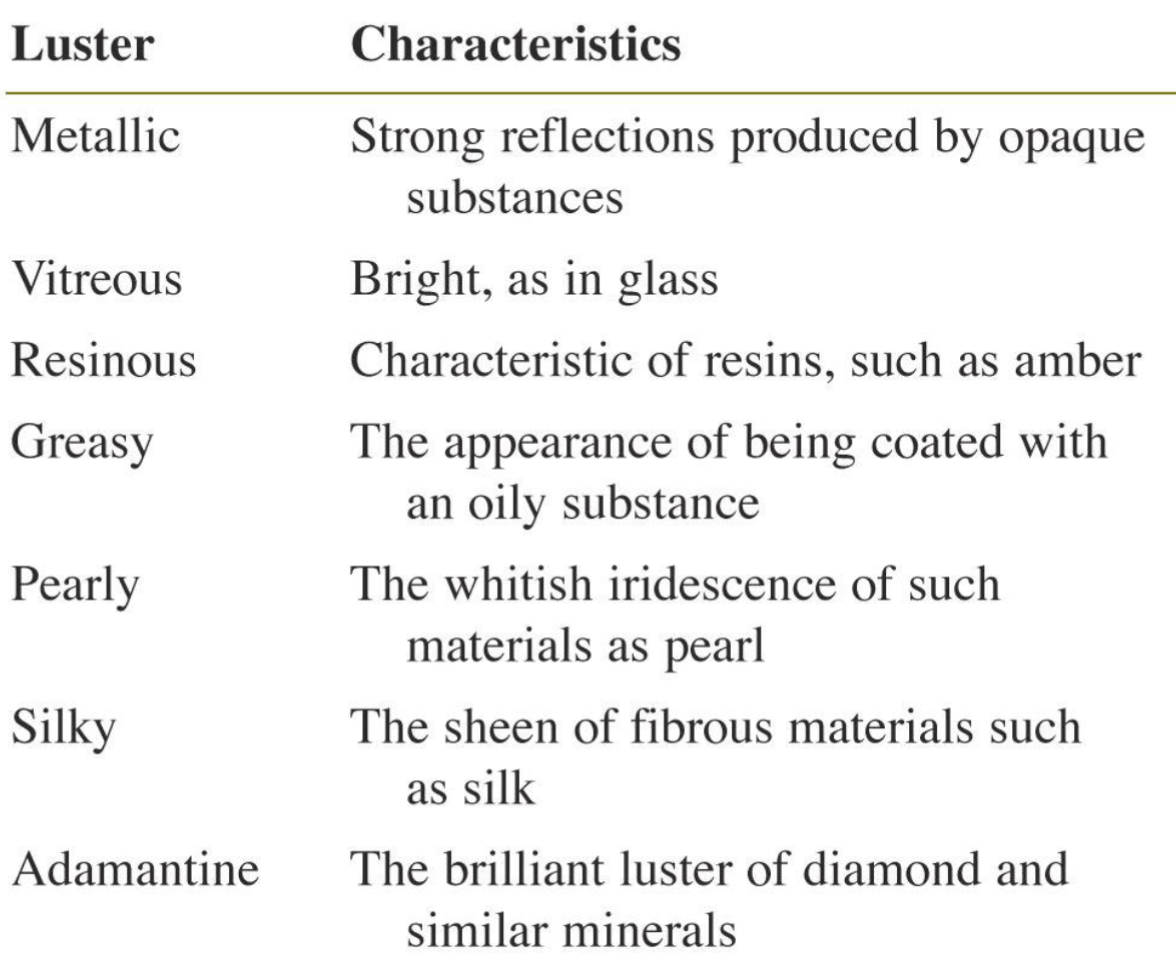 Luster Characteristics
Metallic Strong reflections produced by opaque
substances
Vitreous Bright, as in glass
Resinous Characteristic of resins, such as amber
Greasy The appearance of being coated with
an oily substance
Pearly The whitish iridescence of such
materials as pearl
Silky The sheen of fibrous materials such
as silk
Adamantine The brilliant luster of diamond and
similar minerals